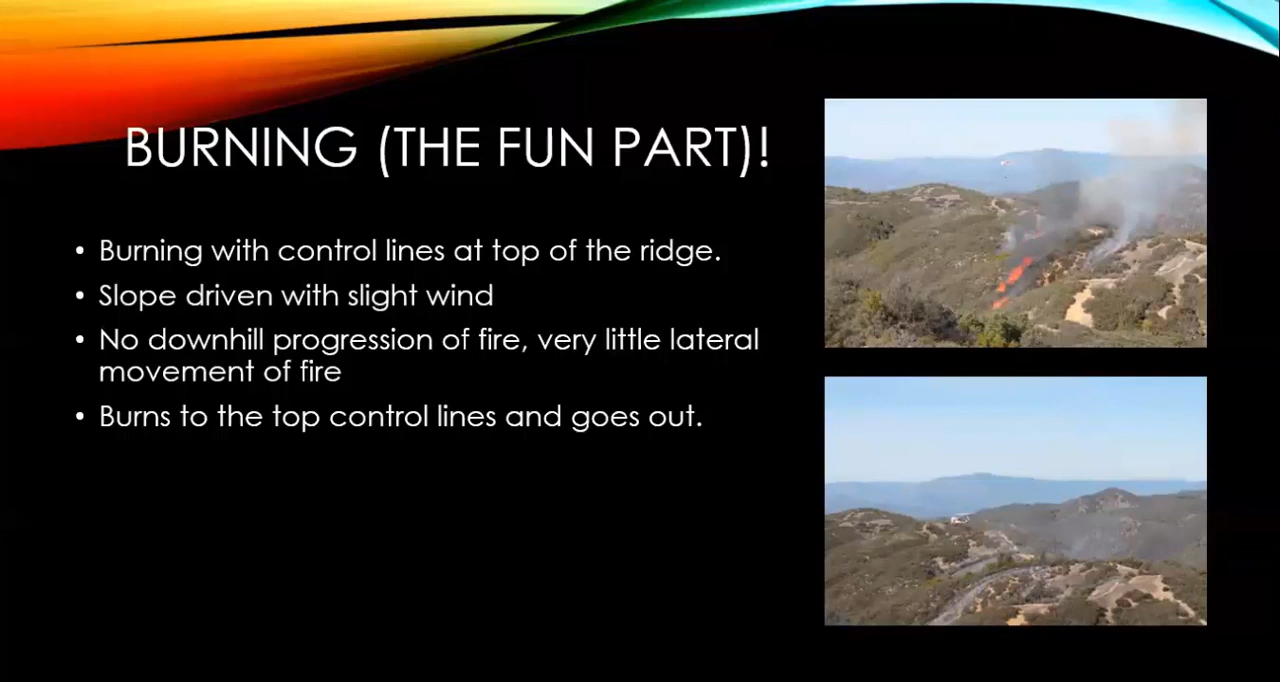 BURNING (THE FUN PART)!
• Burning with control lines at top of the ridge.
• Slope driven with slight wind
• No downhill progression of fire, very little lateral
movement of fire
• Burns to the top control lines and goes out.